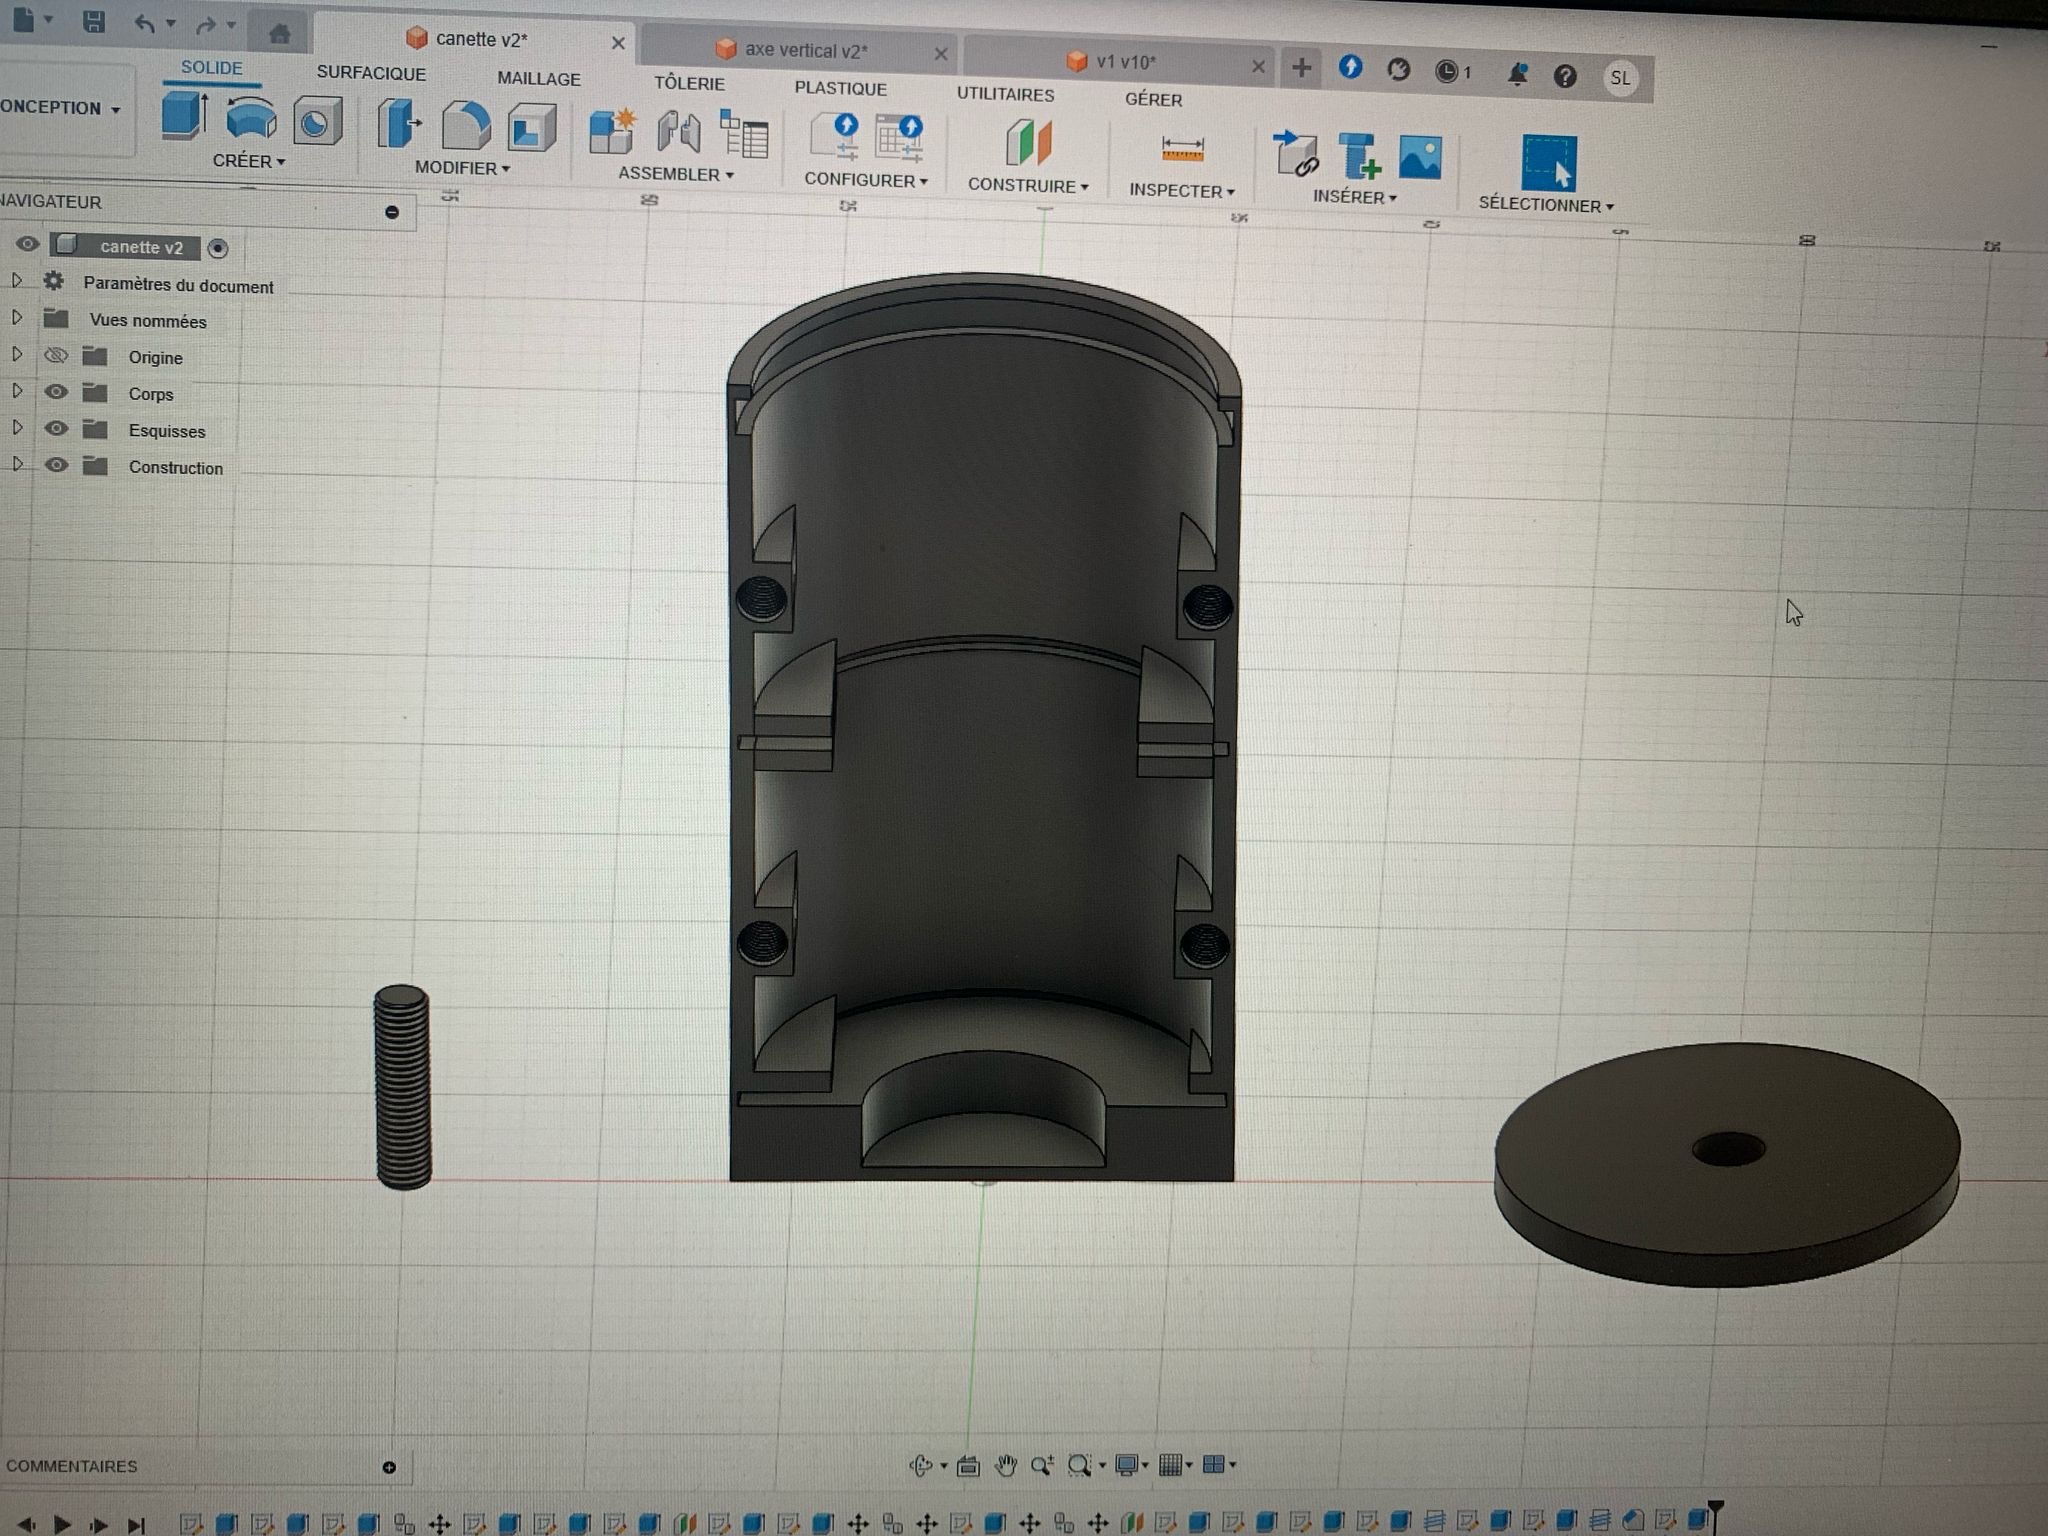 canette v2*
axe vertical v2*
v1 v10*
1
SL
SOLIDE
SURFACIQUE
MAILLAGE
TÔLERIE
PLASTIQUE
UTILITAIRES
GÉRER
ONCEPTION
CRÉER
MODIFIER
ASSEMBLER
CONFIGURER
CONSTRUIRE
INSPECTER
INSÉRER
SÉLECTIONNER
NAVIGATEUR
canette v2
Paramètres du document
Vues nommées
Origine
Corps
Esquisses
Construction
COMMENTAIRES